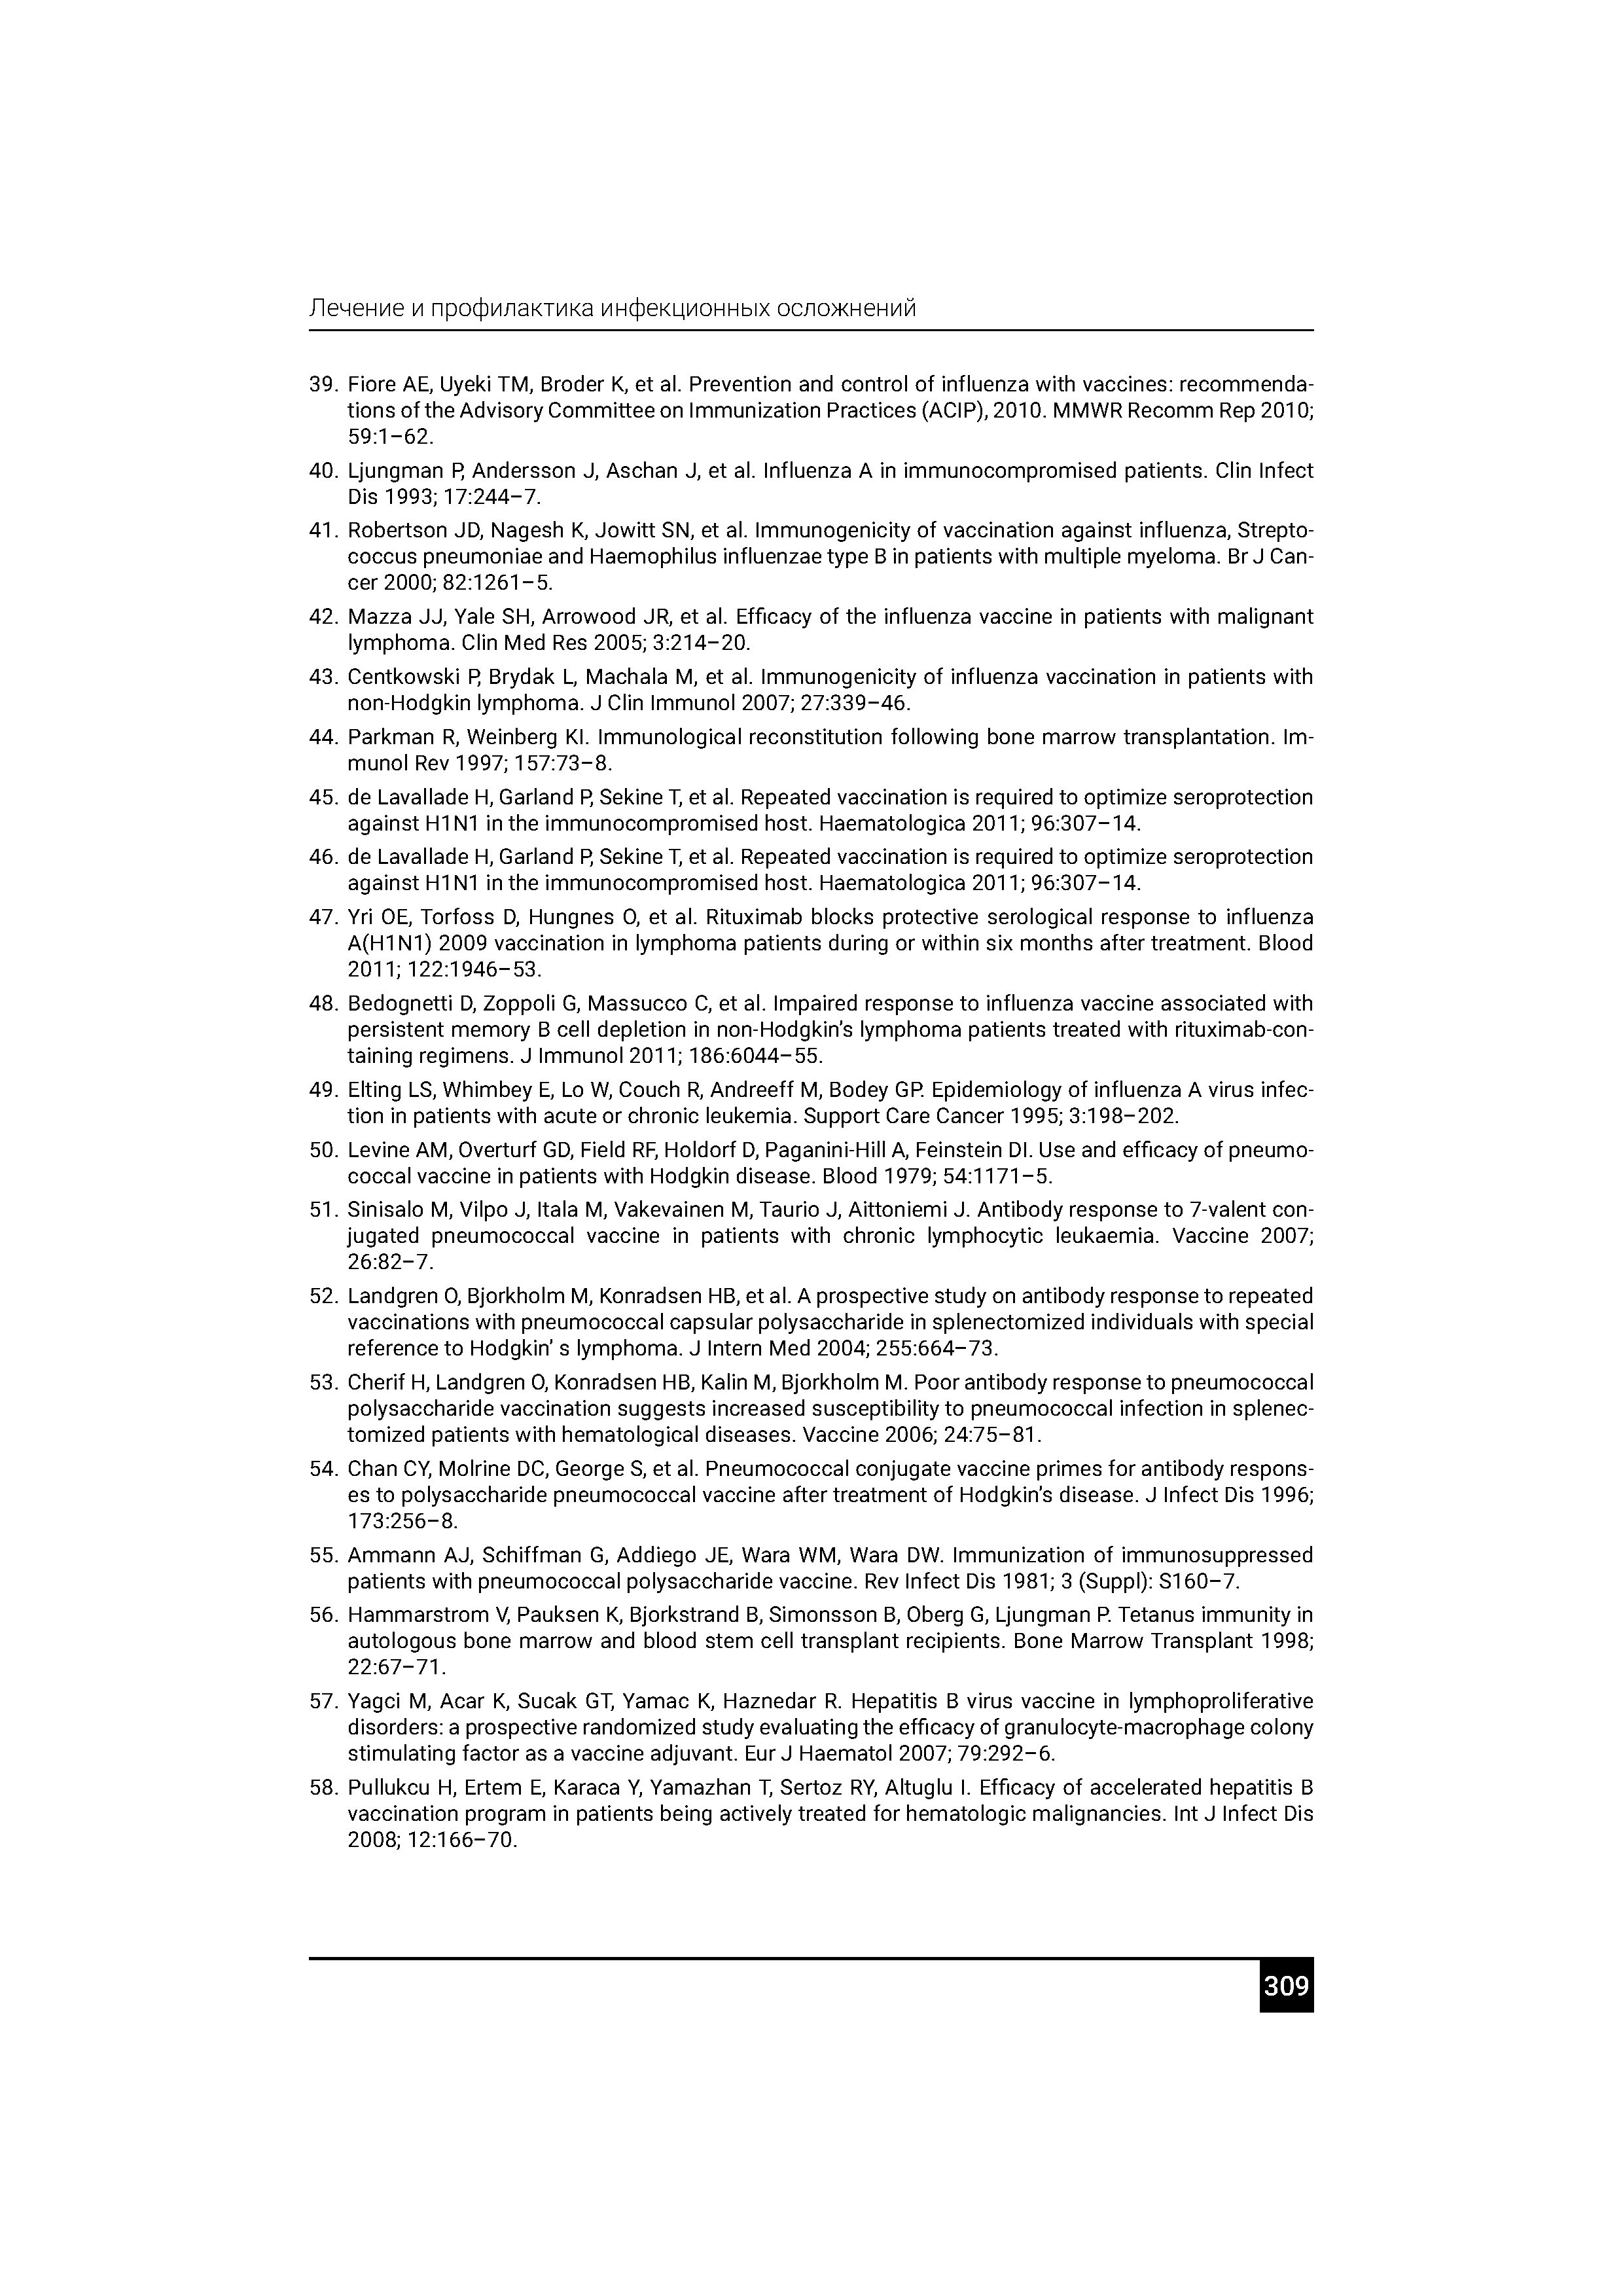 Лечение и профилактика инфекционных осложнений
39. Fiore AE, Uyeki TM, Broder K, et al. Prevention and control of influenza with vaccines: recommenda-
tions of the Advisory Committee on Immunization Practices (ACIP), 2010. MMWR Recomm Rep 2010;
59:1–62.
40. Ljungman P, Andersson J, Aschan J, et al. Influenza A in immunocompromised patients. Clin Infect
Dis 1993; 17:244–7.
41. Robertson JD, Nagesh K, Jowitt SN, et al. Immunogenicity of vaccination against influenza, Strepto-
coccus pneumoniae and Haemophilus influenzae type B in patients with multiple myeloma. Br J Can-
cer 2000; 82:1261–5.
42. Mazza JJ, Yale SH, Arrowood JR, et al. Efficacy of the influenza vaccine in patients with malignant
lymphoma. Clin Med Res 2005; 3:214–20.
43. Centkowski P, Brydak L, Machala M, et al. Immunogenicity of influenza vaccination in patients with
non-Hodgkin lymphoma. J Clin Immunol 2007; 27:339–46.
44. Parkman R, Weinberg KI. Immunological reconstitution following bone marrow transplantation. Im-
munol Rev 1997; 157:73–8.
45. de Lavallade H, Garland P, Sekine T, et al. Repeated vaccination is required to optimize seroprotection
against H1N1 in the immunocompromised host. Haematologica 2011; 96:307–14.
46. de Lavallade H, Garland P, Sekine T, et al. Repeated vaccination is required to optimize seroprotection
against H1N1 in the immunocompromised host. Haematologica 2011; 96:307–14.
47. Yri OE, Torfoss D, Hungnes O, et al. Rituximab blocks protective serological response to influenza
A(H1N1) 2009 vaccination in lymphoma patients during or within six months after treatment. Blood
2011; 122:1946–53.
48. Bedognetti D, Zoppoli G, Massucco C, et al. Impaired response to influenza vaccine associated with
persistent memory B cell depletion in non-Hodgkin’s lymphoma patients treated with rituximab-con-
taining regimens. J Immunol 2011; 186:6044–55.
49. Elting LS, Whimbey E, Lo W, Couch R, Andreeff M, Bodey GP. Epidemiology of influenza A virus infec-
tion in patients with acute or chronic leukemia. Support Care Cancer 1995; 3:198–202.
50. Levine AM, Overturf GD, Field RF, Holdorf D, Paganini-Hill A, Feinstein DI. Use and efficacy of pneumo-
coccal vaccine in patients with Hodgkin disease. Blood 1979; 54:1171–5.
51. Sinisalo M, Vilpo J, Itala M, Vakevainen M, Taurio J, Aittoniemi J. Antibody response to 7-valent con-
jugated pneumococcal vaccine in patients with chronic lymphocytic leukaemia. Vaccine 2007;
26:82–7.
52. Landgren O, Bjorkholm M, Konradsen HB, et al. A prospective study on antibody response to repeated
vaccinations with pneumococcal capsular polysaccharide in splenectomized individuals with special
reference to Hodgkin’ s lymphoma. J Intern Med 2004; 255:664–73.
53. Cherif H, Landgren O, Konradsen HB, Kalin M, Bjorkholm M. Poor antibody response to pneumococcal
polysaccharide vaccination suggests increased susceptibility to pneumococcal infection in splenec-
tomized patients with hematological diseases. Vaccine 2006; 24:75–81.
54. Chan CY, Molrine DC, George S, et al. Pneumococcal conjugate vaccine primes for antibody respons-
es to polysaccharide pneumococcal vaccine after treatment of Hodgkin’s disease. J Infect Dis 1996;
173:256–8.
55. Ammann AJ, Schiffman G, Addiego JE, Wara WM, Wara DW. Immunization of immunosuppressed
patients with pneumococcal polysaccharide vaccine. Rev Infect Dis 1981; 3 (Suppl): S160–7.
56. Hammarstrom V, Pauksen K, Bjorkstrand B, Simonsson B, Oberg G, Ljungman P. Tetanus immunity in
autologous bone marrow and blood stem cell transplant recipients. Bone Marrow Transplant 1998;
22:67–71.
57. Yagci M, Acar K, Sucak GT, Yamac K, Haznedar R. Hepatitis B virus vaccine in lymphoproliferative
disorders: a prospective randomized study evaluating the efficacy of granulocyte-macrophage colony
stimulating factor as a vaccine adjuvant. Eur J Haematol 2007; 79:292–6.
58. Pullukcu H, Ertem E, Karaca Y, Yamazhan T, Sertoz RY, Altuglu I. Efficacy of accelerated hepatitis B
vaccination program in patients being actively treated for hematologic malignancies. Int J Infect Dis
2008; 12:166–70.
309